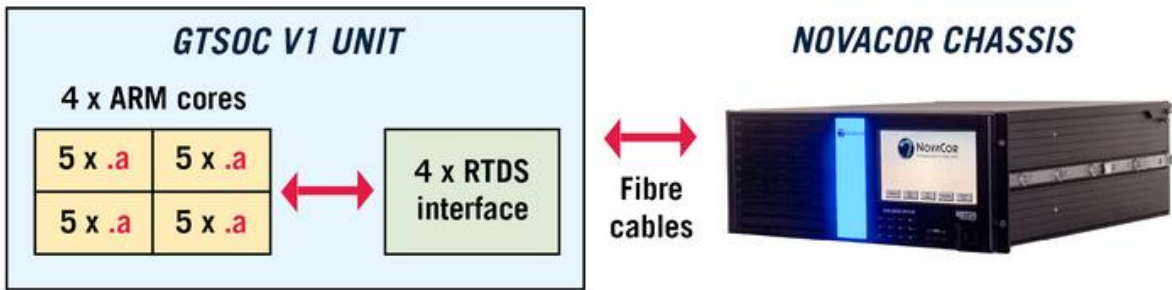 GTSOC V1 UNIT
4 x ARM cores
5 x .a
5 x .a
5 x .a
5 x .a
4 x RTDS
interface
Fibre
cables
NOVACOR CHASSIS
NovaCor